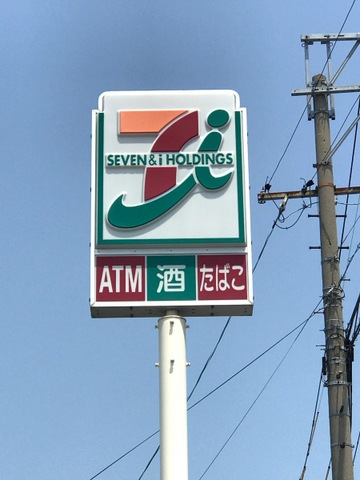 SEVEN & i HOLDINGS
ATM 酒 たばこ